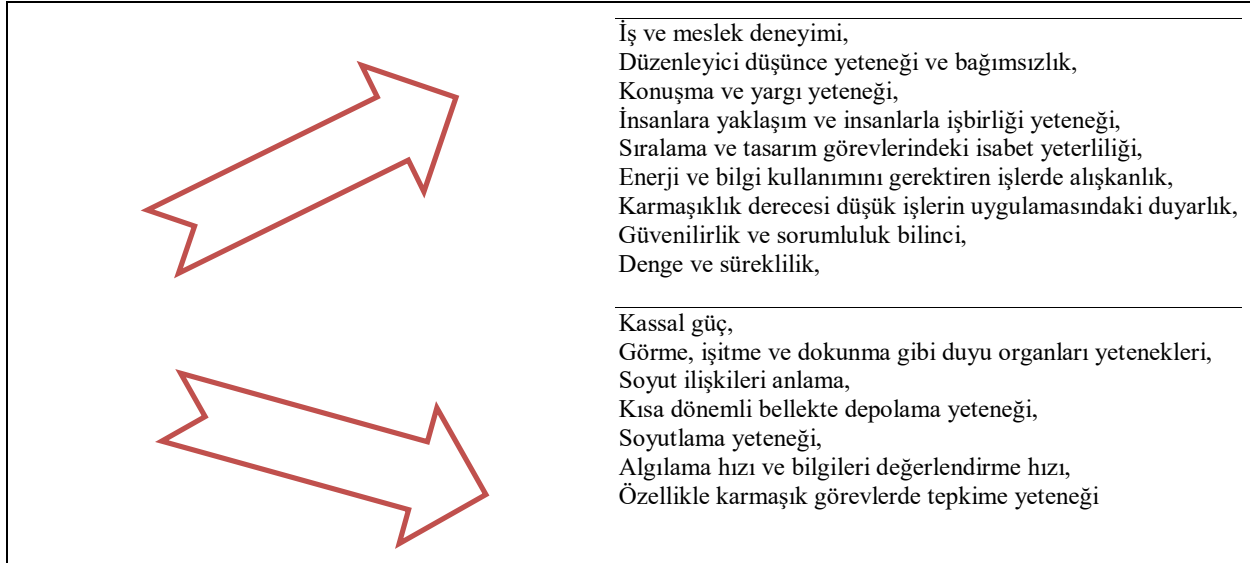 İş ve meslek deneyimi,
Düzenleyici düşünce yeteneği ve bağımsızlık,
Konuşma ve yargı yeteneği,
İnsanlara yaklaşım ve insanlarla işbirliği yeteneği,
Sıralama ve tasarım görevlerindeki isabet yeterliliği,
Enerji ve bilgi kullanımını gerektiren işlerde alışkanlık,
Karmaşıklık derecesi düşük işlerin uygulamasındaki duyarlık,
Güvenilirlik ve sorumluluk bilinci,
Denge ve süreklilik,
Kassal güç,
Görme, işitme ve dokunma gibi duyu organları yetenekleri,
Soyut ilişkileri anlama,
Kısa dönemli bellekte depolama yeteneği,
Soyutlama yeteneği,
Algılama hızı ve bilgileri değerlendirme hızı,
Özellikle karmaşık görevlerde tepkime yeteneği